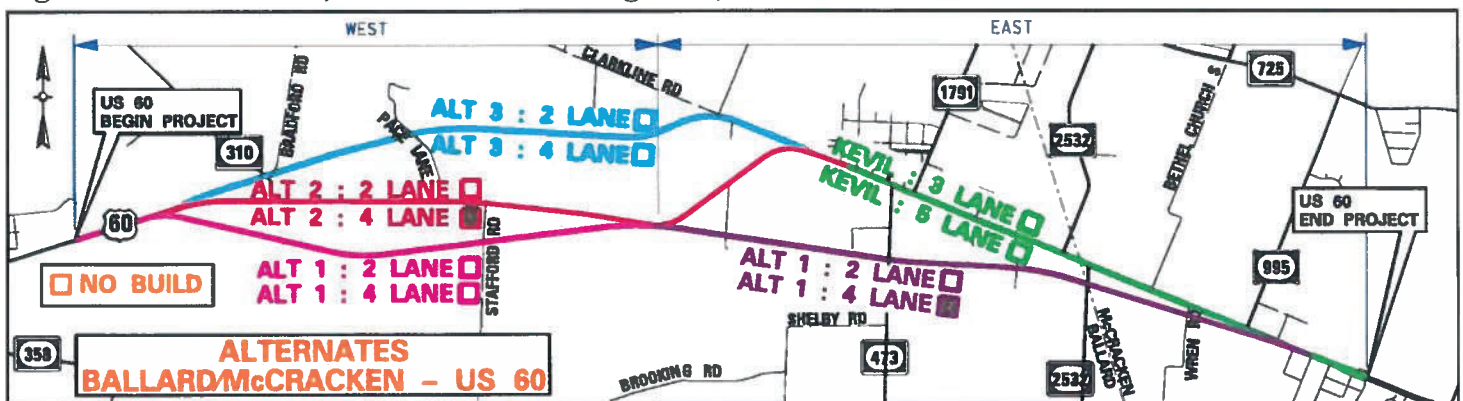 WEST
EAST
US 60
BEGIN PROJECT
310
BRADFORD RD
PACE LANE
CLARKLINE RD
ALT 3 : 2 LANE
ALT 3 : 4 LANE
1791
2532
BETHEL CHURCH
725
KEVIL : 3 LANE
KEVIL : 5 LANE
60
ALT 2 : 2 LANE
ALT 2 : 4 LANE
US 60
END PROJECT
995
NO BUILD
ALT 1 : 2 LANE
ALT 1 : 4 LANE
STAFFORD RD
ALT 1 : 2 LANE
ALT 1 : 4 LANE
358
ALTERNATES
BALLARD/McCRACKEN - US 60
SHELBY RD
BROOKING RD
473
2532
McCRACKEN
BALLARD
WREN RD